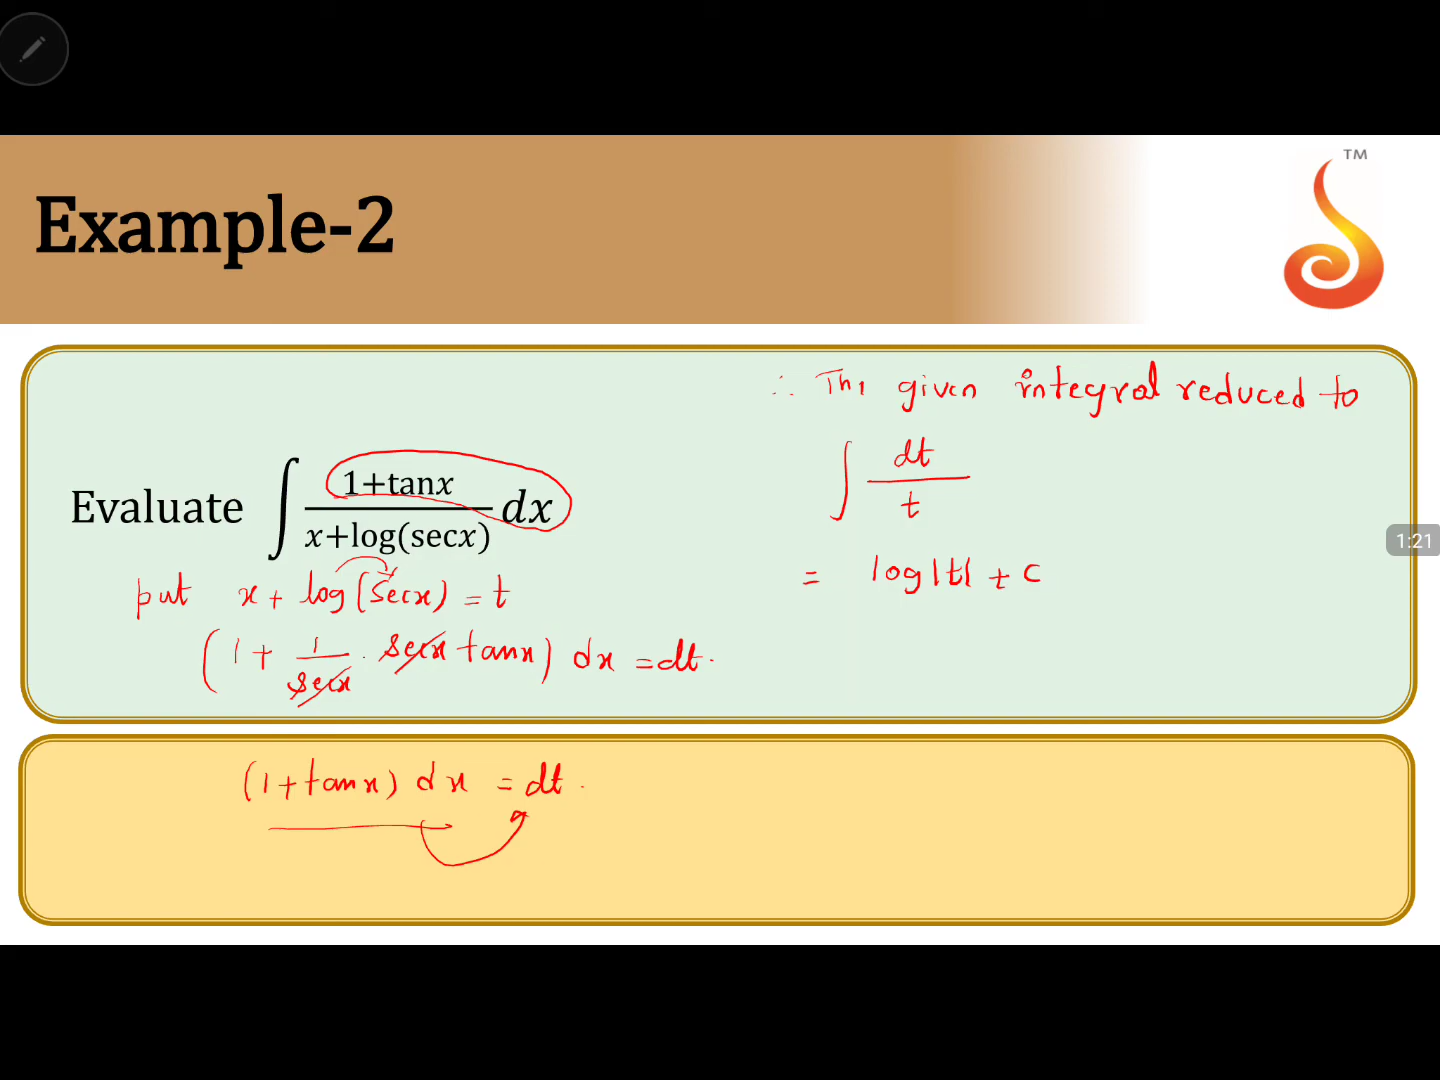 TM
Example-2
Evaluate ∫ (1+tanx)/(x+log(secx)) dx
put x + log(secx) = t
(1 + 1/secx · secx tanx) dx = dt.
(1+tanx) dx = dt.
∴ The given integral reduced to
∫ dt/t
= log|t| + c
1:21